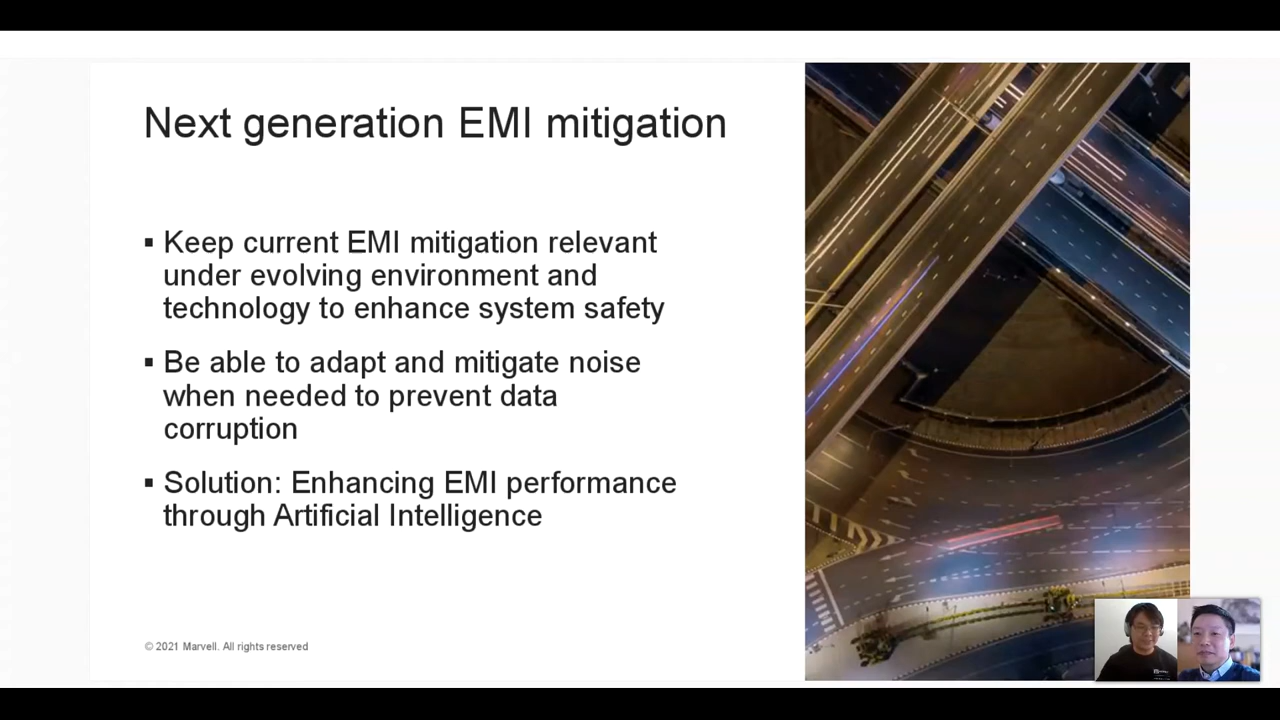 Next generation EMI mitigation
▪ Keep current EMI mitigation relevant
under evolving environment and
technology to enhance system safety
▪ Be able to adapt and mitigate noise
when needed to prevent data
corruption
▪ Solution: Enhancing EMI performance
through Artificial Intelligence
© 2021 Marvell. All rights reserved